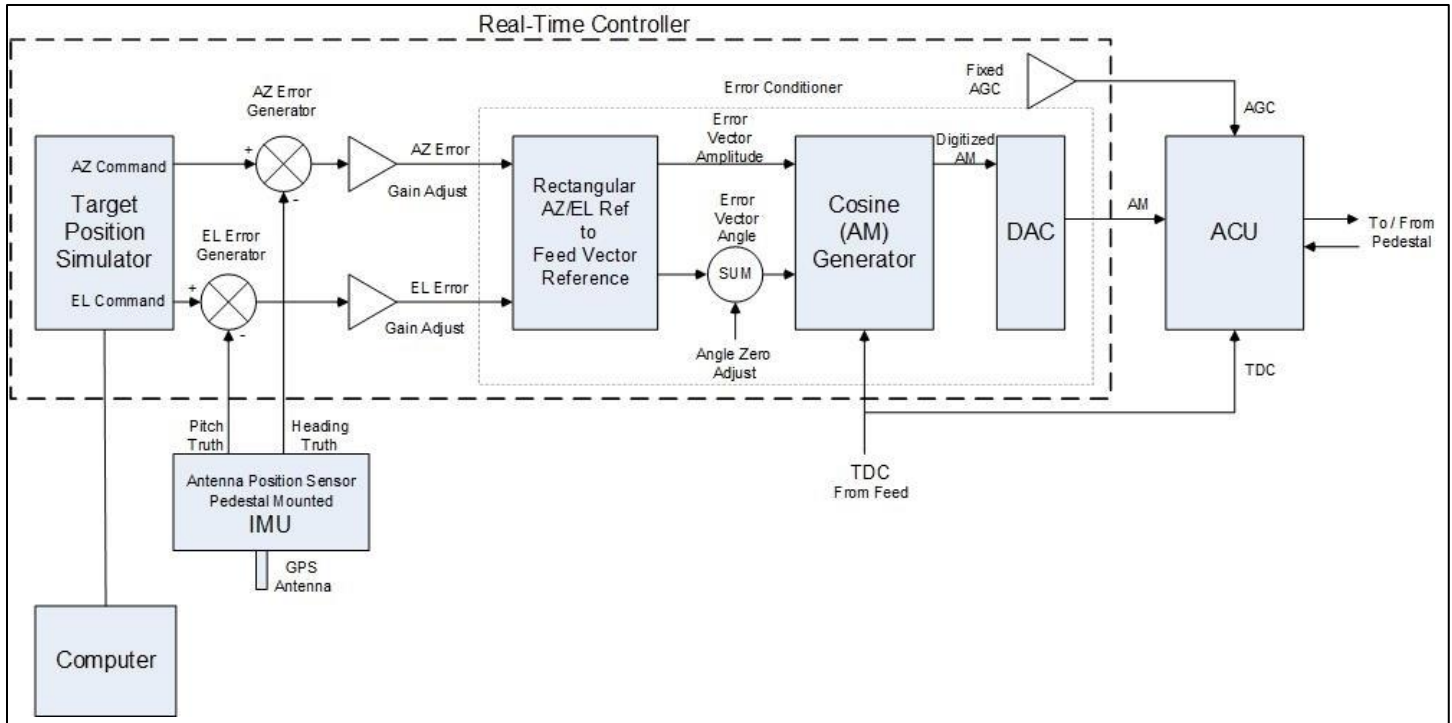 Real-Time Controller
Fixed
AGC
AZ Error
Generator
Error Conditioner
AGC
Error
Vector
Amplitude
Digitized
AM
+
AZ Command
AZ Error
-
Gain Adjust
Target
Position
Simulator
Rectangular
AZ/EL Ref
to
Feed Vector
Reference
Error
Vector
Angle
Cosine
(AM)
Generator
DAC
AM
ACU
To / From
Pedestal
EL Error
Generator
SUM
EL Command
+
EL Error
-
Gain Adjust
Angle Zero
Adjust
TDC
Pitch
Truth
Heading
Truth
TDC
From Feed
Antenna Position Sensor
Pedestal Mounted
IMU
GPS
Antenna
Computer